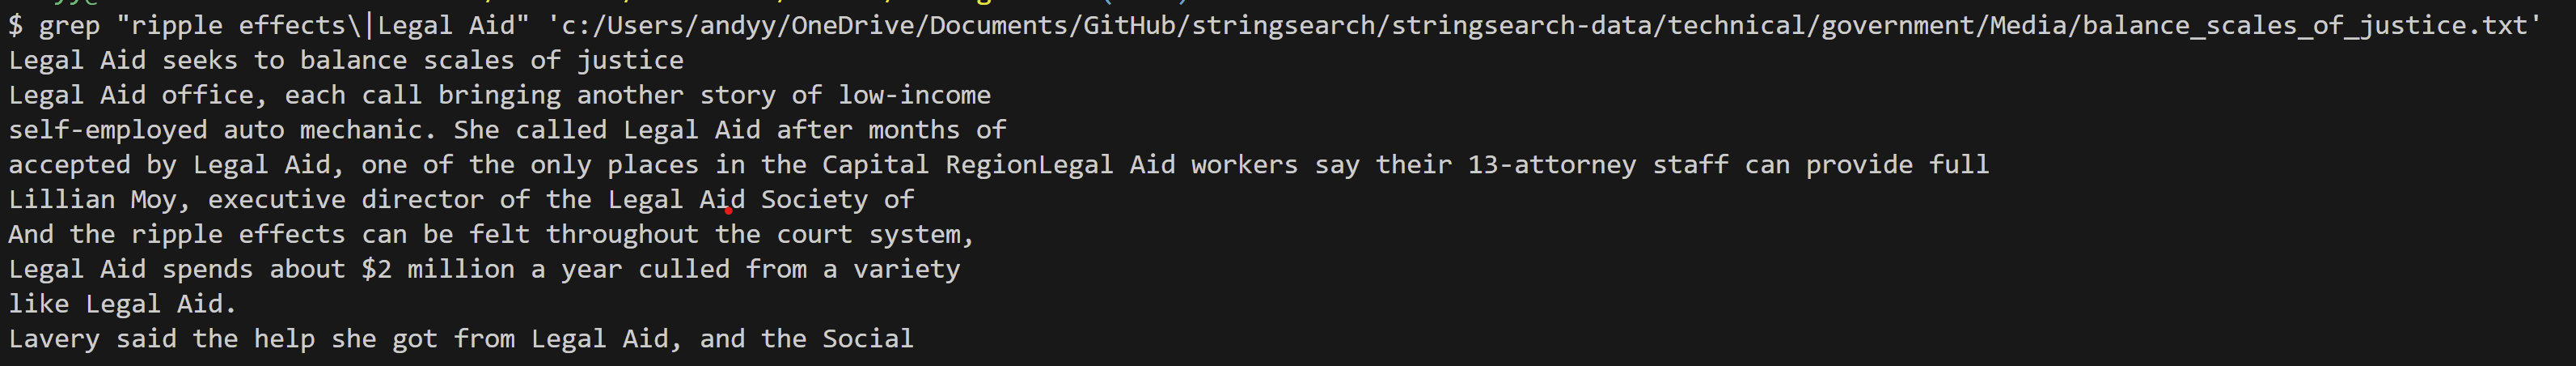 $ grep "ripple effects\|Legal Aid" 'c:/Users/andyy/OneDrive/Documents/GitHub/stringsearch/stringsearch-data/technical/government/Media/balance_scales_of_justice.txt'
Legal Aid seeks to balance scales of justice
Legal Aid office, each call bringing another story of low-income
self-employed auto mechanic. She called Legal Aid after months of
accepted by Legal Aid, one of the only places in the Capital RegionLegal Aid workers say their 13-attorney staff can provide full
Lillian Moy, executive director of the Legal Aid Society of
And the ripple effects can be felt throughout the court system,
Legal Aid spends about $2 million a year culled from a variety
like Legal Aid.
Lavery said the help she got from Legal Aid, and the Social